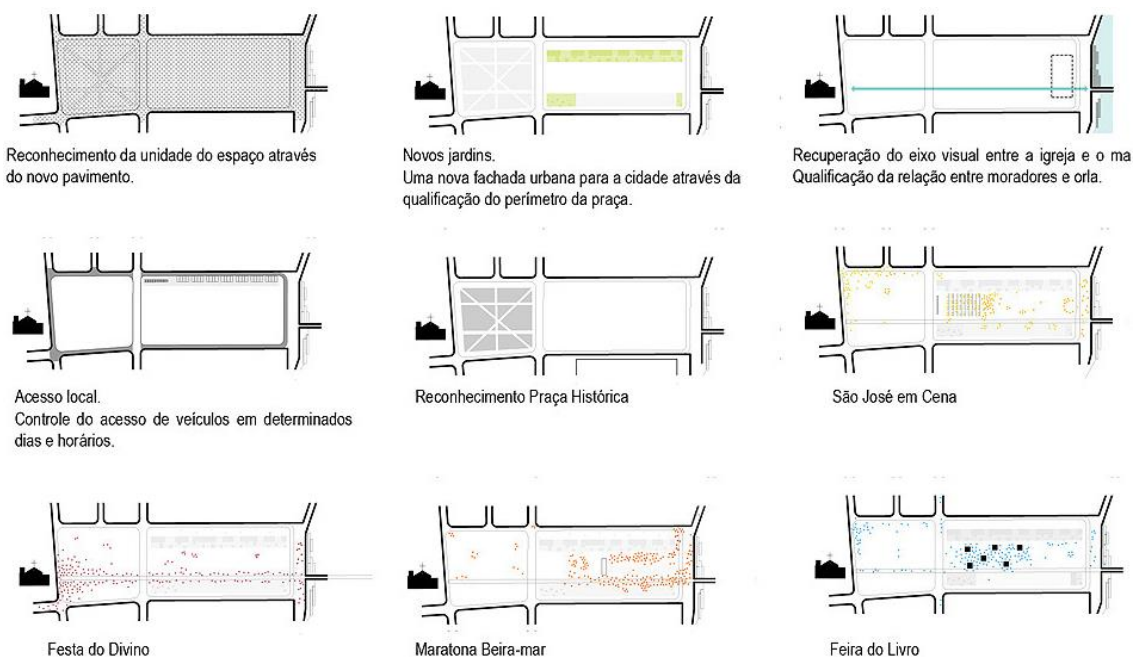 Reconhecimento da unidade do espaço através
do novo pavimento.
Novos jardins.
Uma nova fachada urbana para a cidade através da
qualificação do perímetro da praça.
Recuperação do eixo visual entre a igreja e o ma
Qualificação da relação entre moradores e orla.
Acesso local.
Controle do acesso de veículos em determinados
dias e horários.
Reconhecimento Praça Histórica
São José em Cena
Festa do Divino
Maratona Beira-mar
Feira do Livro